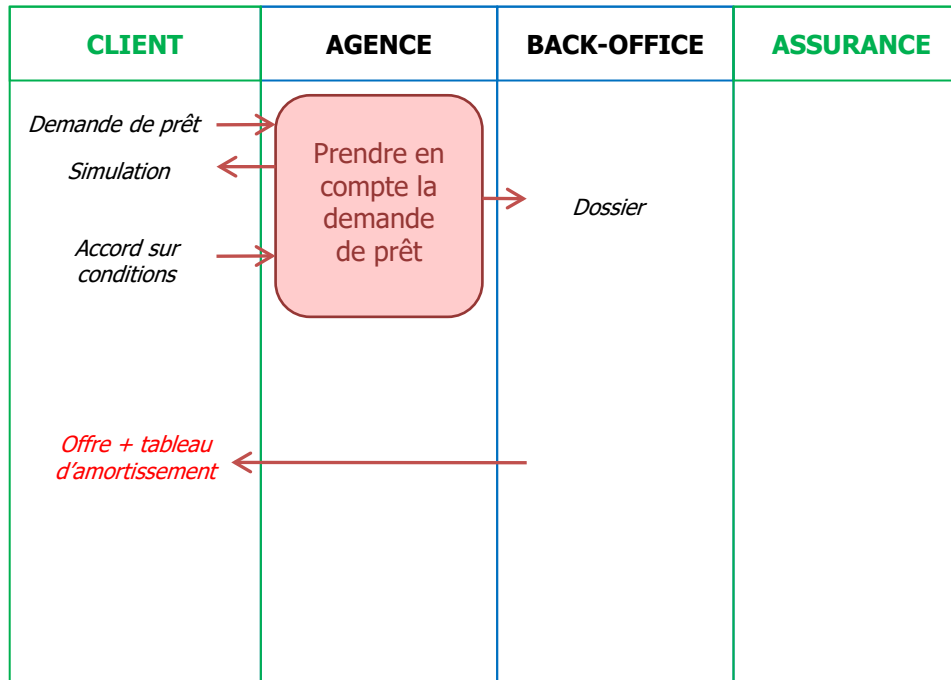 CLIENT
AGENCE
BACK-OFFICE
ASSURANCE
Demande de prêt
Simulation
Accord sur
conditions
Prendre en
compte la
demande
de prêt
Dossier
Offre + tableau
d’amortissement